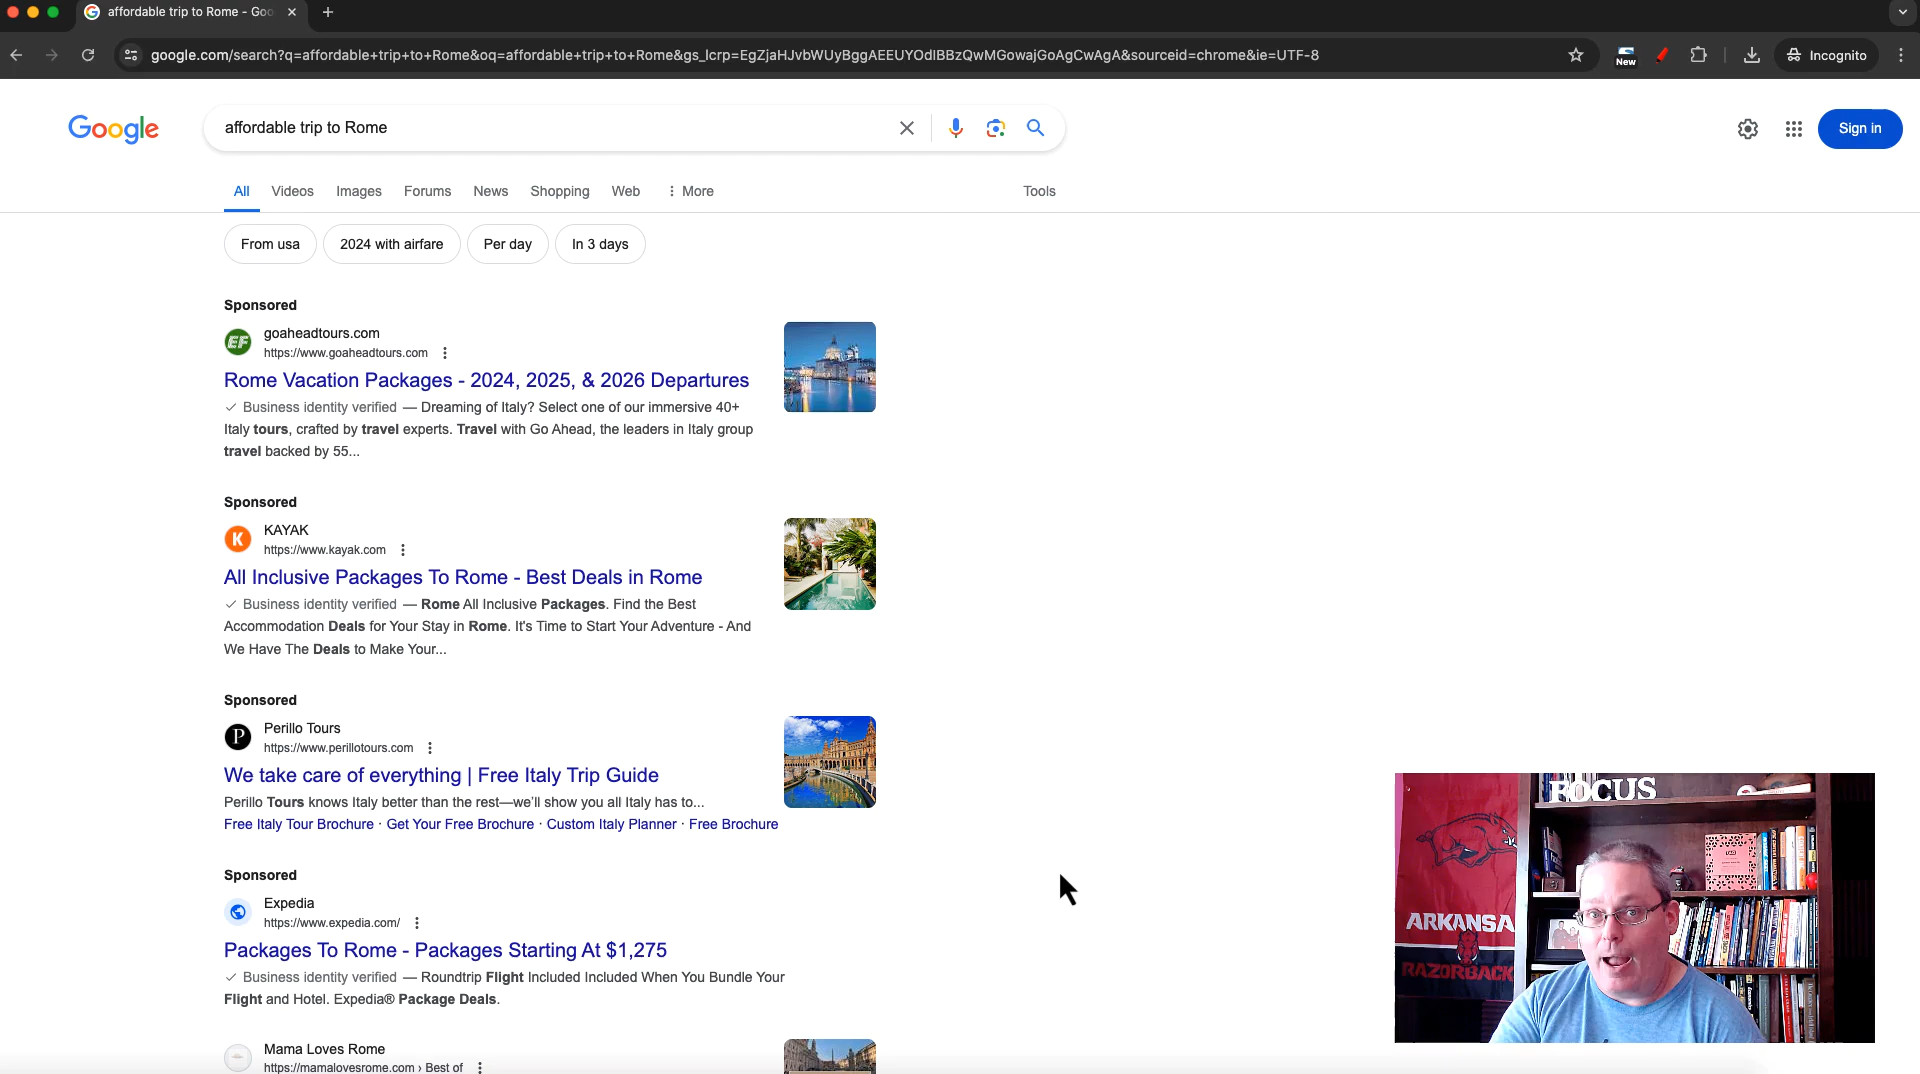 affordable trip to Rome - Goo
google.com/search?q=affordable+trip+to+Rome&oq=affordable+trip+to+Rome&gs_lcrp=EgZjaHJvbWUyBggAEEUYOdIBBzQwMGowajGoAgCwAgA&sourceid=chrome&ie=UTF-8
New
Incognito
Google
affordable trip to Rome
Sign in
All Videos Images Forums News Shopping Web More Tools
From usa 2024 with airfare Per day In 3 days
Sponsored
EF
goaheadtours.com
https://www.goaheadtours.com
Rome Vacation Packages - 2024, 2025, & 2026 Departures
Business identity verified — Dreaming of Italy? Select one of our immersive 40+
Italy tours, crafted by travel experts. Travel with Go Ahead, the leaders in Italy group
travel backed by 55...
Sponsored
K
KAYAK
https://www.kayak.com
All Inclusive Packages To Rome - Best Deals in Rome
Business identity verified — Rome All Inclusive Packages. Find the Best
Accommodation Deals for Your Stay in Rome. It's Time to Start Your Adventure - And
We Have The Deals to Make Your...
Sponsored
P
Perillo Tours
https://www.perillotours.com
We take care of everything | Free Italy Trip Guide
Perillo Tours knows Italy better than the rest—we'll show you all Italy has to...
Free Italy Tour Brochure · Get Your Free Brochure · Custom Italy Planner · Free Brochure
Sponsored
Expedia
https://www.expedia.com/
Packages To Rome - Packages Starting At $1,275
Business identity verified — Roundtrip Flight Included Included When You Bundle Your
Flight and Hotel. Expedia® Package Deals.
Mama Loves Rome
https://mamalovesrome.com › Best of
FOCUS
ARKANSA
RAZORBACK